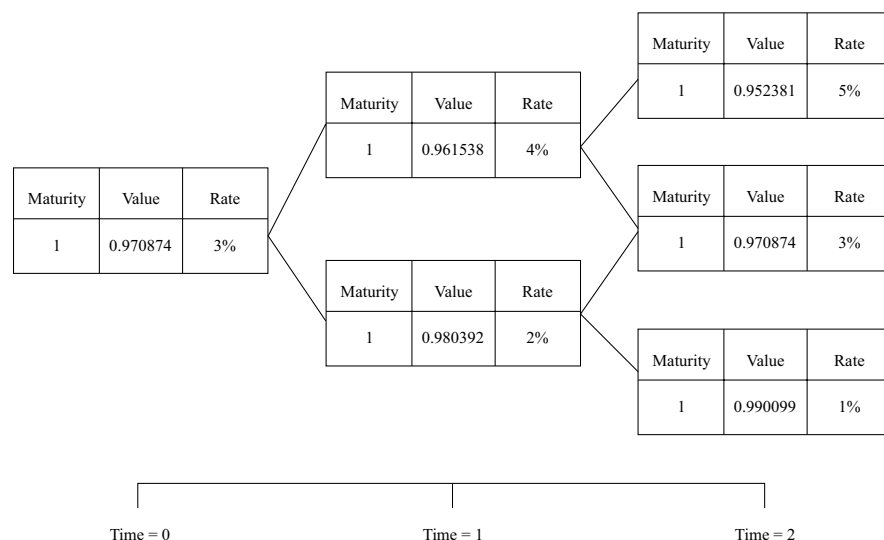 Maturity Value Rate
1 0.970874 3%
Maturity Value Rate
1 0.961538 4%
Maturity Value Rate
1 0.980392 2%
Maturity Value Rate
1 0.952381 5%
Maturity Value Rate
1 0.970874 3%
Maturity Value Rate
1 0.990099 1%
Time = 0 Time = 1 Time = 2